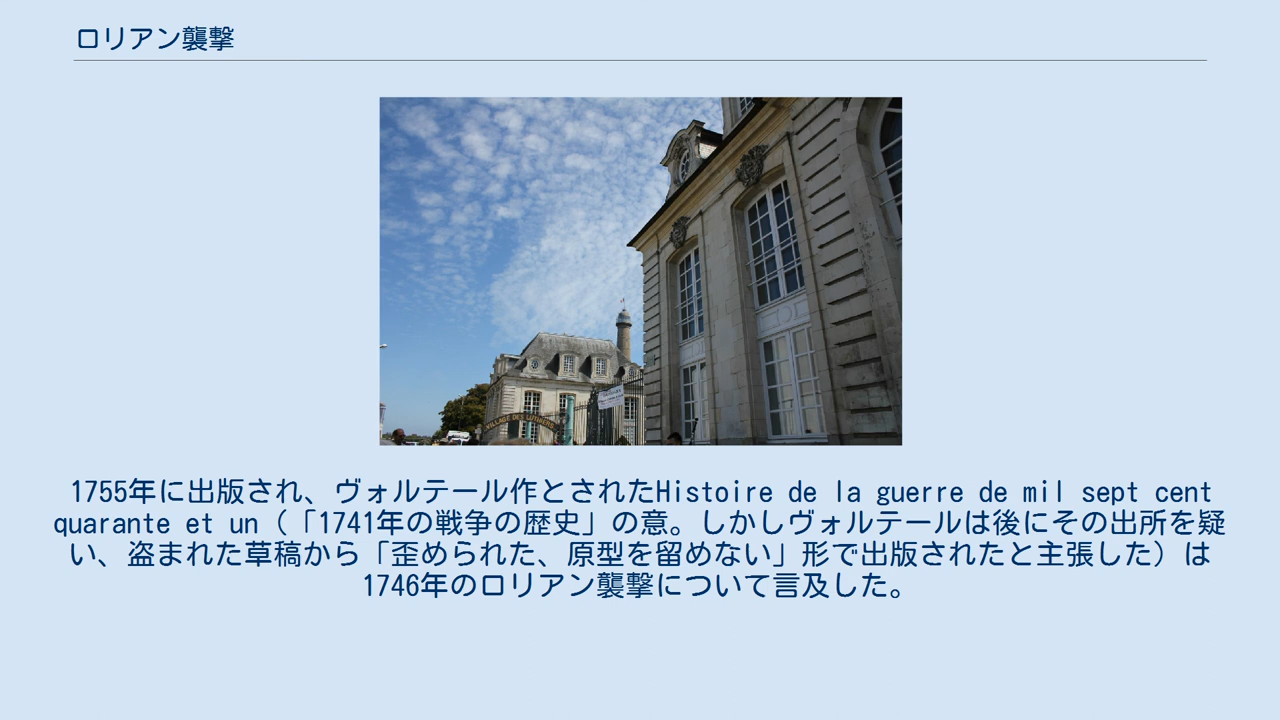 ロリアン襲撃
VILLAGE DES LUTHIERS
1755年に出版され、ヴォルテール作とされたHistoire de la guerre de mil sept cent
quarante et un（「1741年の戦争の歴史」の意。しかしヴォルテールは後にその出所を疑
い、盗まれた草稿から「歪められた、原型を留めない」形で出版されたと主張した）は
1746年のロリアン襲撃について言及した。